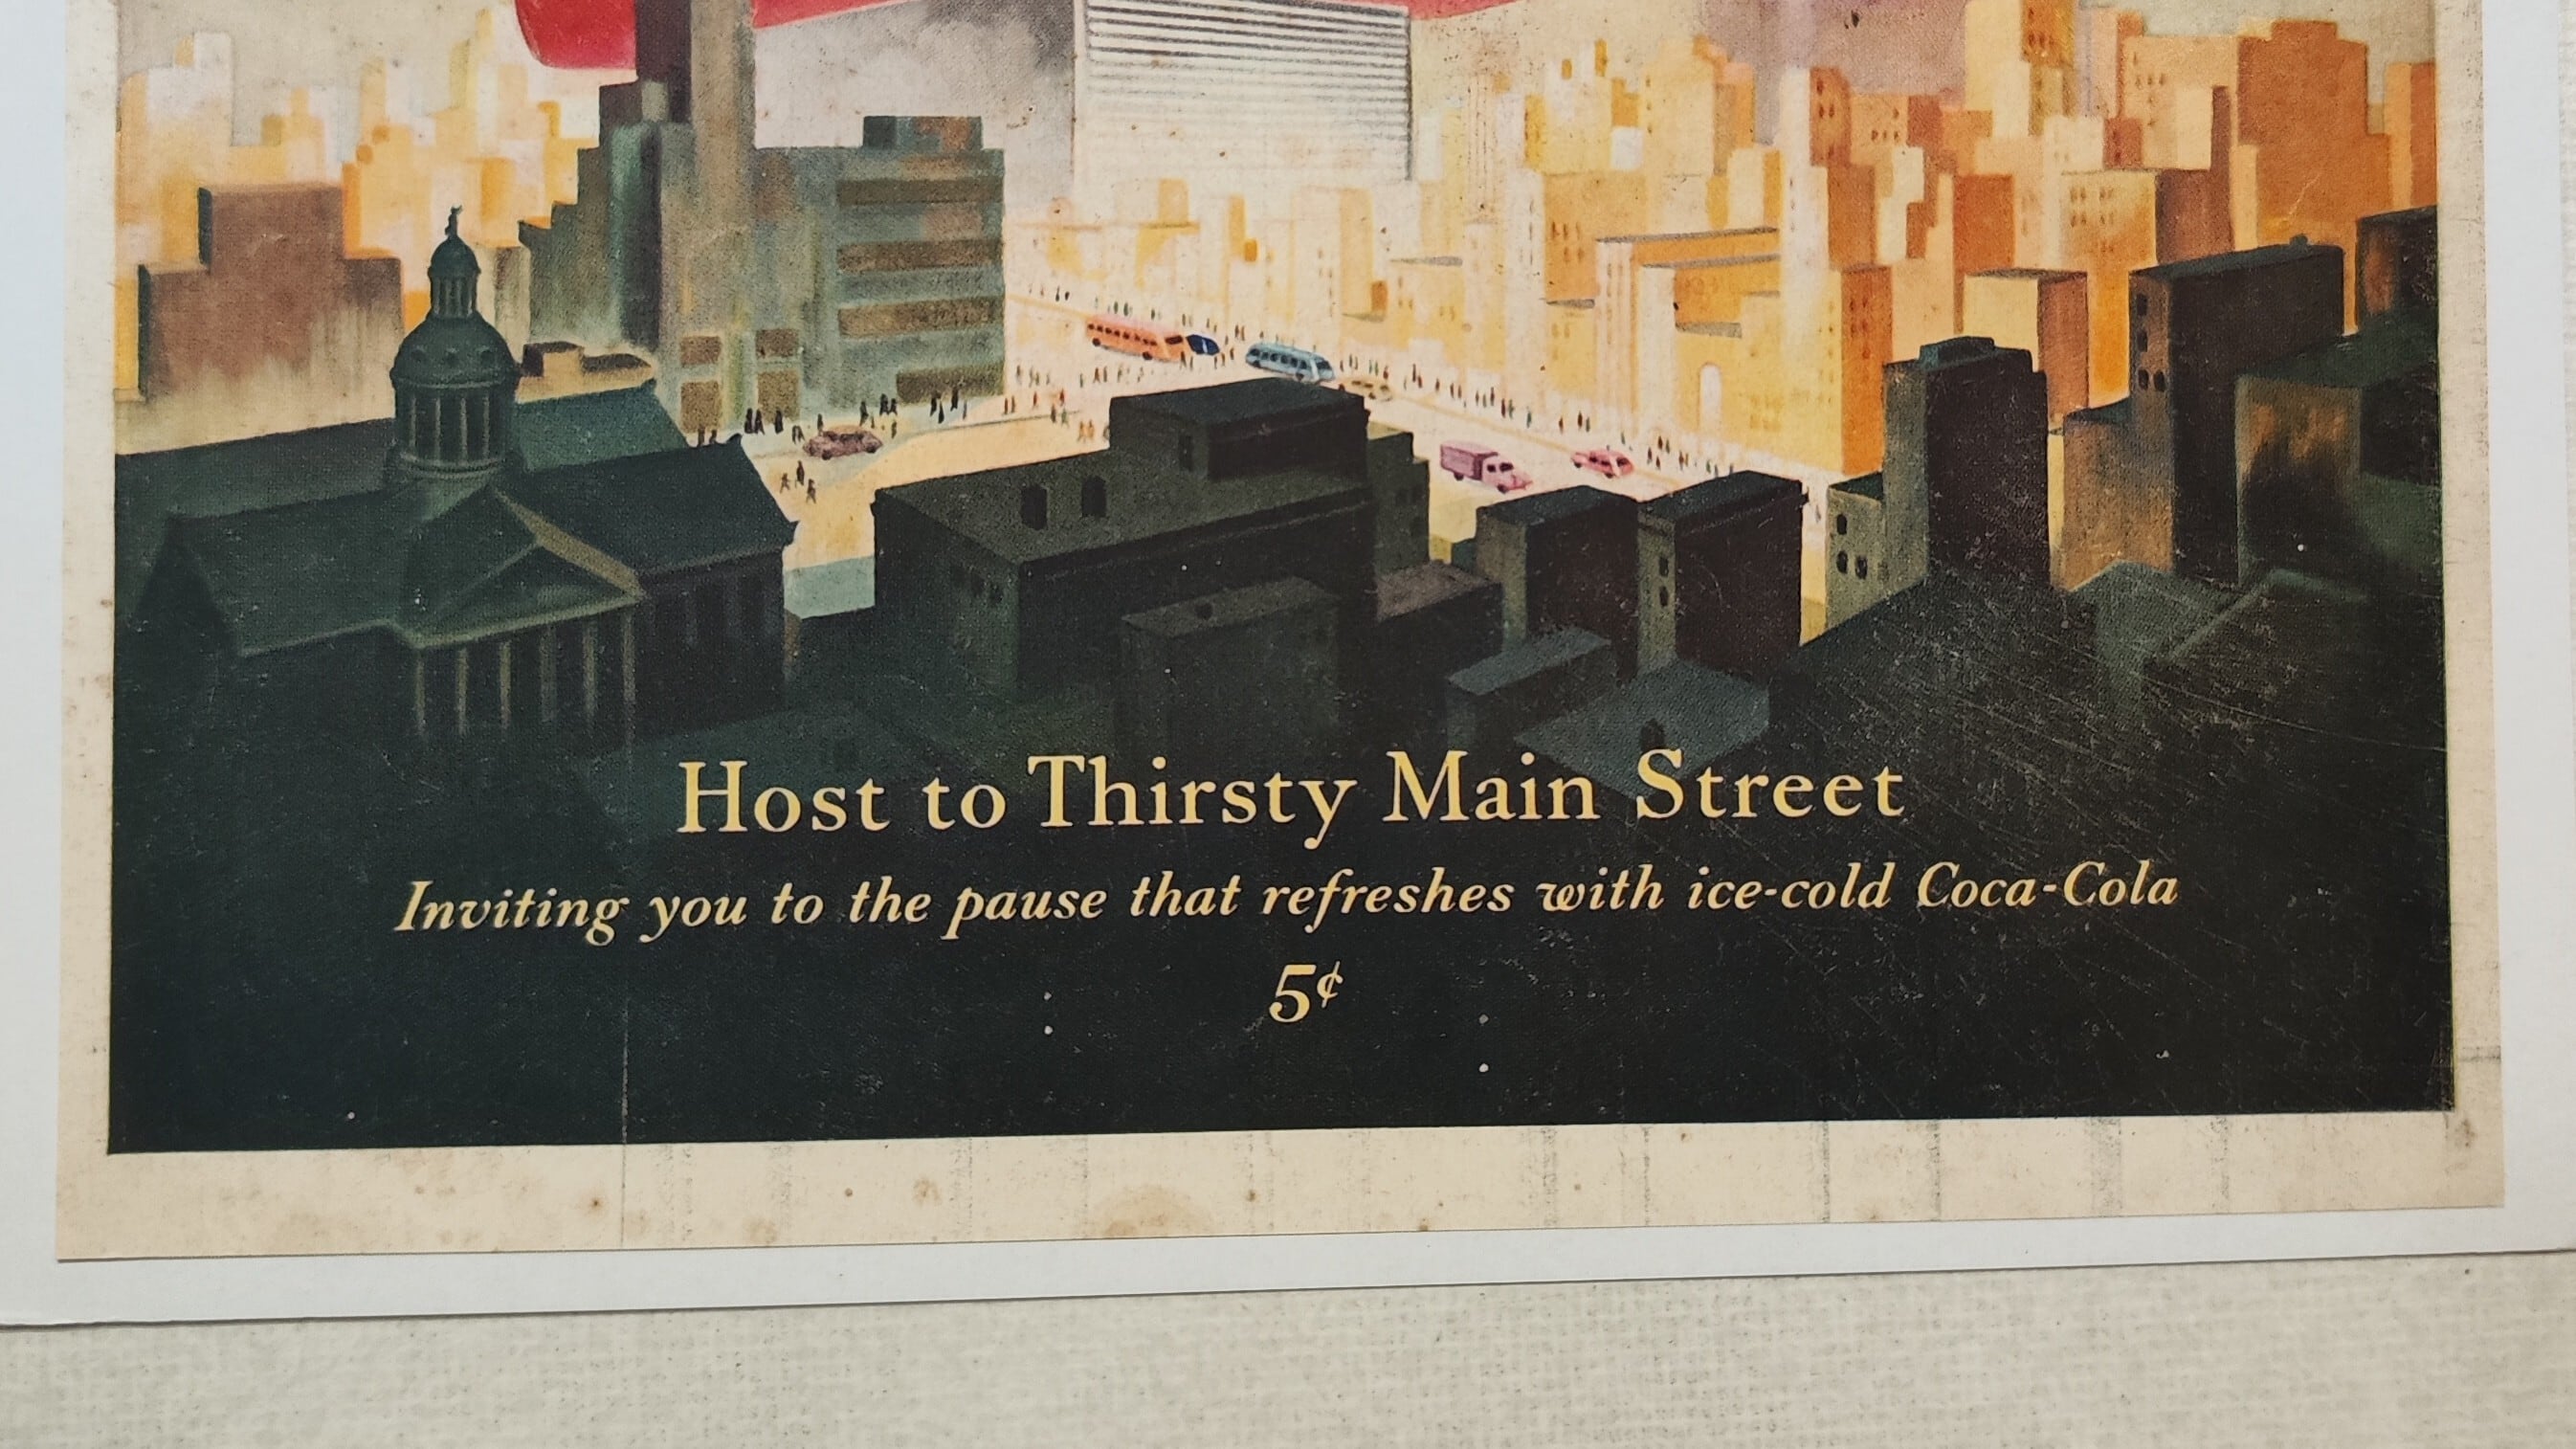 Host to Thirsty Main Street
Inviting you to the pause that refreshes with ice-cold Coca-Cola
5¢